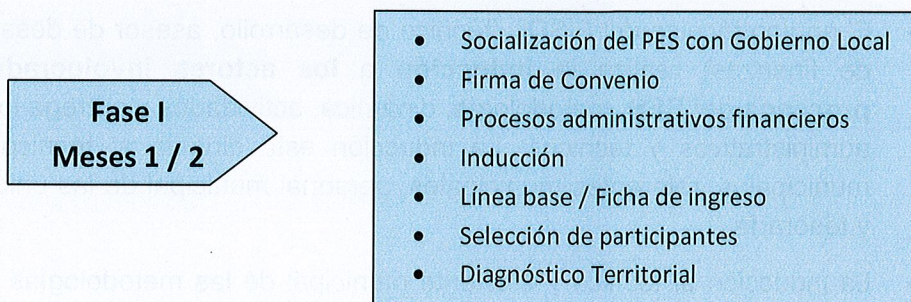 Fase I
Meses 1 / 2
• Socialización del PES con Gobierno Local
• Firma de Convenio
• Procesos administrativos financieros
• Inducción
• Línea base / Ficha de ingreso
• Selección de participantes
• Diagnóstico Territorial